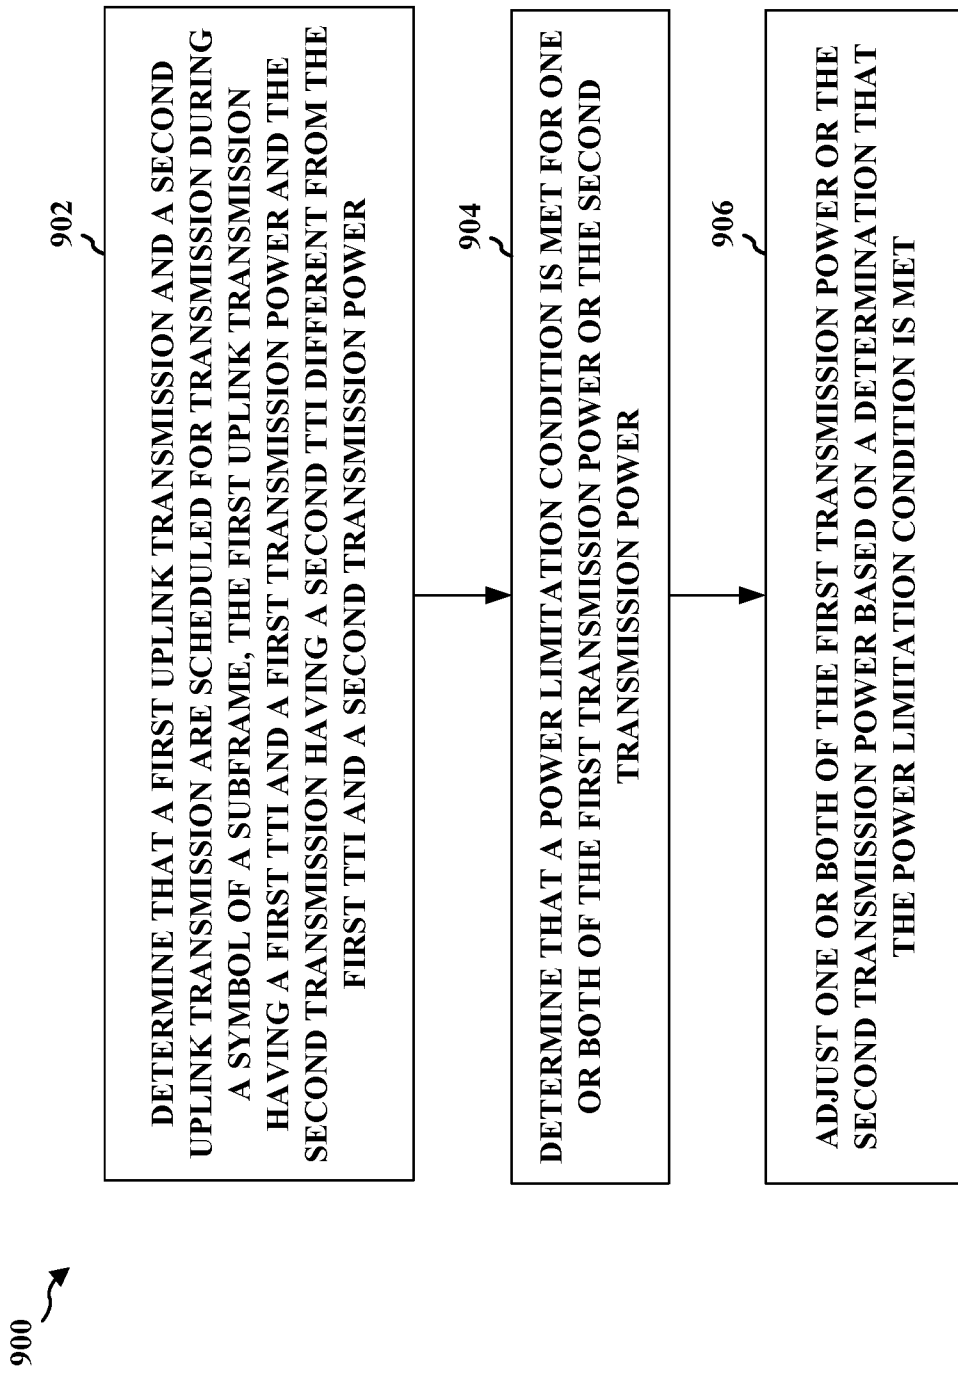 900
902
DETERMINE THAT A FIRST UPLINK TRANSMISSION AND A SECOND
UPLINK TRANSMISSION ARE SCHEDULED FOR TRANSMISSION DURING
A SYMBOL OF A SUBFRAME, THE FIRST UPLINK TRANSMISSION
HAVING A FIRST TTI AND A FIRST TRANSMISSION POWER AND THE
SECOND TRANSMISSION HAVING A SECOND TTI DIFFERENT FROM THE
FIRST TTI AND A SECOND TRANSMISSION POWER
904
DETERMINE THAT A POWER LIMITATION CONDITION IS MET FOR ONE
OR BOTH OF THE FIRST TRANSMISSION POWER OR THE SECOND
TRANSMISSION POWER
906
ADJUST ONE OR BOTH OF THE FIRST TRANSMISSION POWER OR THE
SECOND TRANSMISSION POWER BASED ON A DETERMINATION THAT
THE POWER LIMITATION CONDITION IS MET